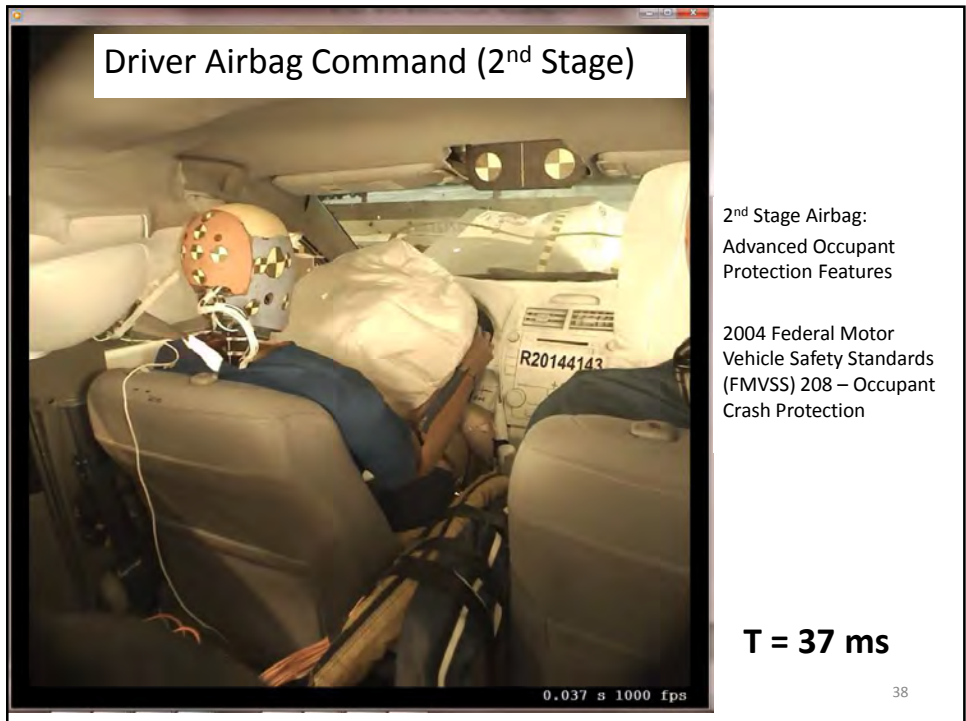 Driver Airbag Command (2nd Stage)
2nd Stage Airbag:
Advanced Occupant
Protection Features
2004 Federal Motor
Vehicle Safety Standards
(FMVSS) 208 – Occupant
Crash Protection
R20144143
T = 37 ms
0.037 s 1000 fps
38